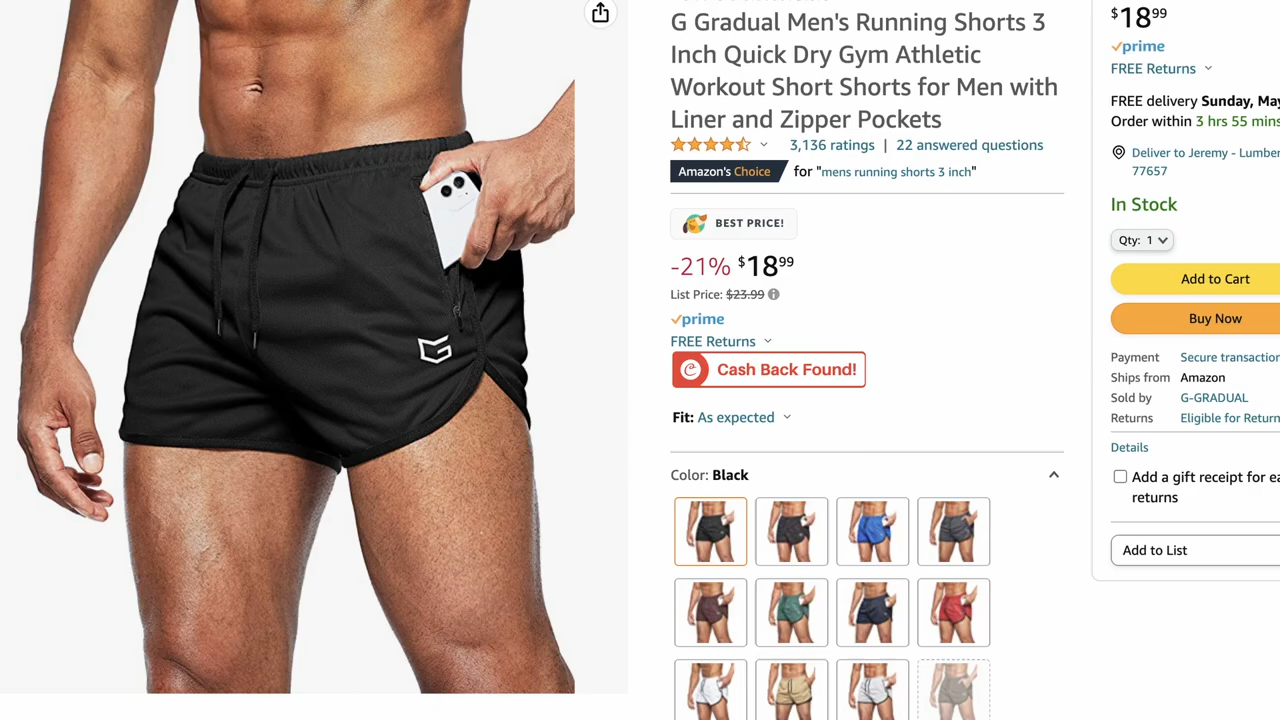 G Gradual Men's Running Shorts 3
Inch Quick Dry Gym Athletic
Workout Short Shorts for Men with
Liner and Zipper Pockets
3,136 ratings | 22 answered questions
Amazon's Choice for "mens running shorts 3 inch"
BEST PRICE!
-21% $1899
List Price: $23.99
prime
FREE Returns
Cash Back Found!
Fit: As expected
Color: Black
$18 99
prime
FREE Returns
FREE delivery Sunday, May
Order within 3 hrs 55 mins
Deliver to Jeremy - Lumber
77657
In Stock
Qty: 1
Add to Cart
Buy Now
Payment Secure transaction
Ships from Amazon
Sold by G-GRADUAL
Returns Eligible for Return
Details
Add a gift receipt for ea
returns
Add to List